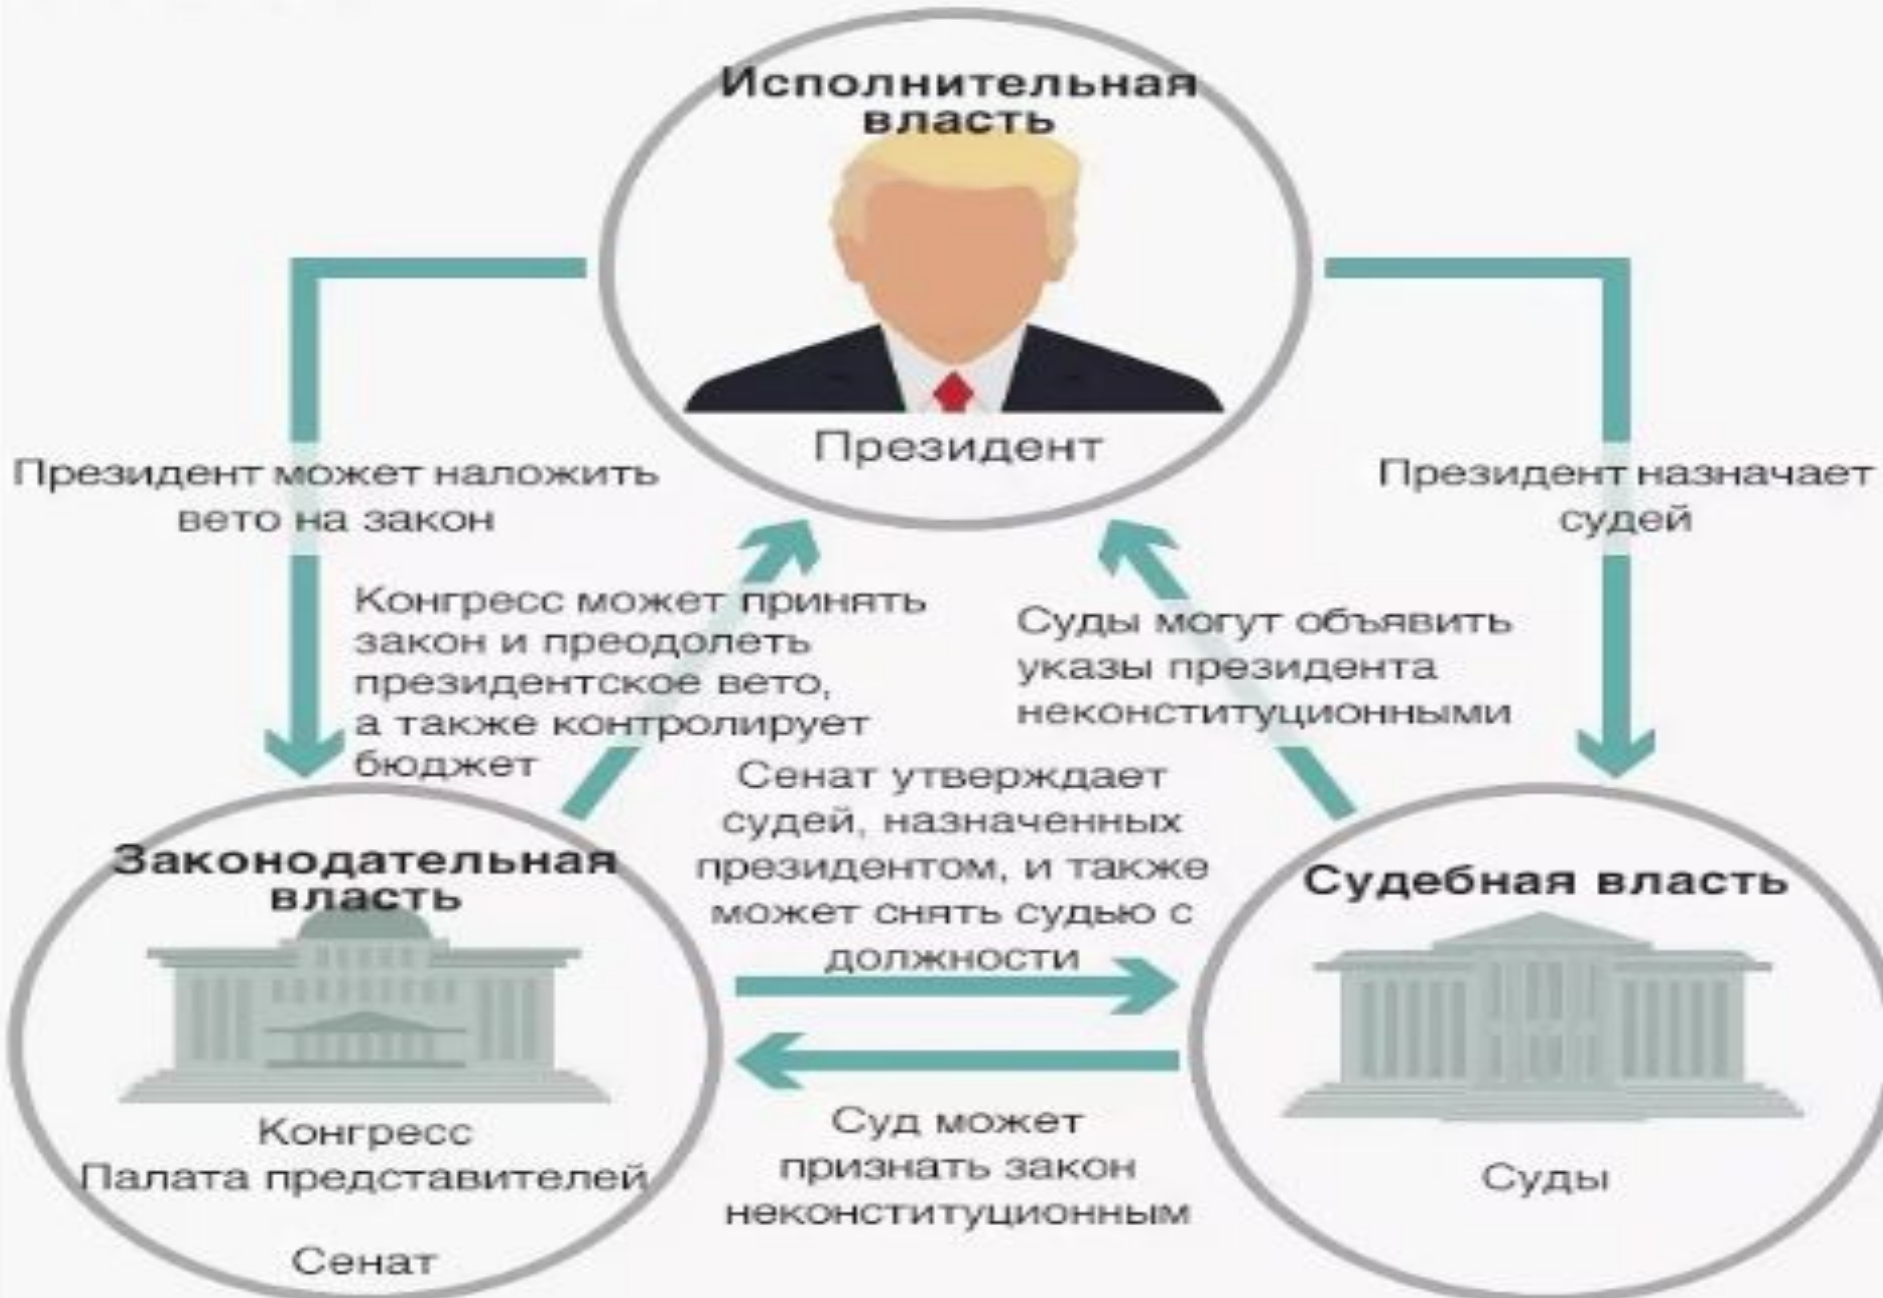 Исполнительная
власть
Президент
Президент может наложить
вето на закон
Президент назначает
судей
Конгресс может принять
закон и преодолеть
президентское вето,
а также контролирует
бюджет
Суды могут объявить
указы президента
неконституционными
Сенат утверждает
судей, назначенных
президентом, и также
может снять судью с
должности
Законодательная
власть
Конгресс
Палата представителей
Сенат
Судебная власть
Суды
Суд может
признать закон
неконституционным